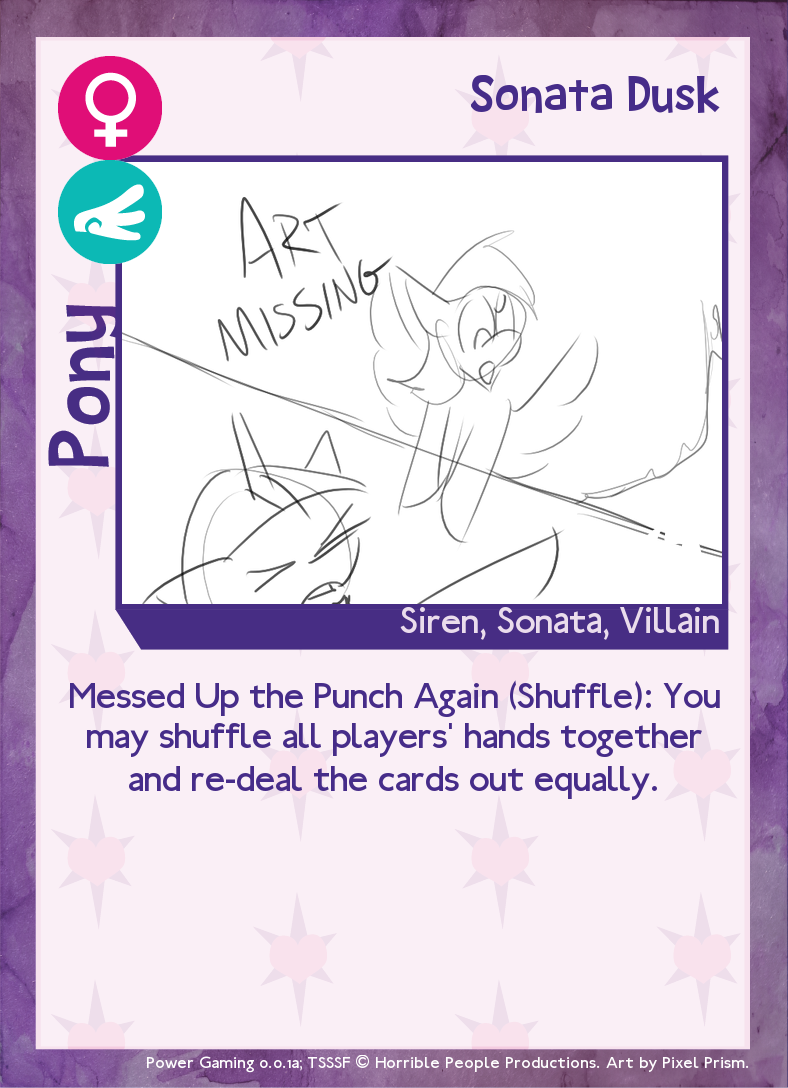 Sonata Dusk
ART
MISSING
Pony
Siren, Sonata, Villain
Messed Up the Punch Again (Shuffle): You
may shuffle all players' hands together
and re-deal the cards out equally.
Power Gaming 0.0.1a; TSSSF © Horrible People Productions. Art by Pixel Prism.